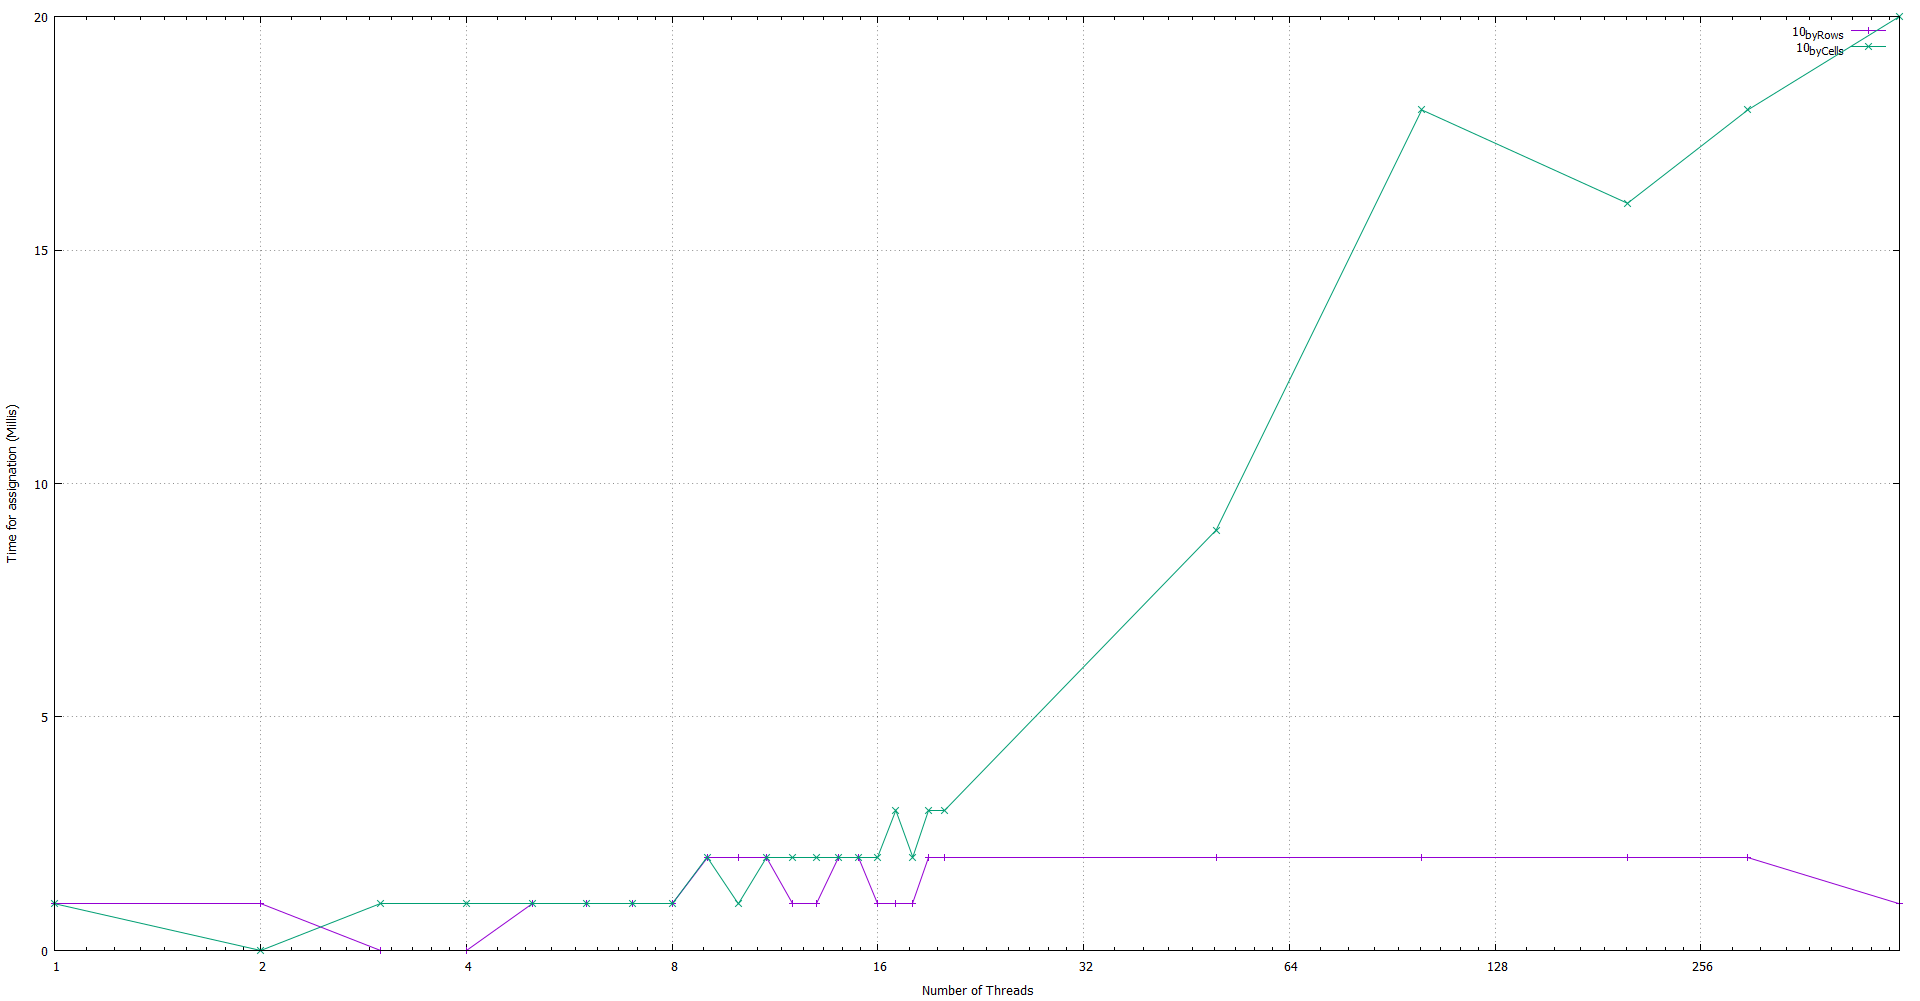 20
15
10
5
0
1 2 4 8 16 32 64 128 256
Time for assignation (Millis)
Number of Threads
10byRows
10byCells